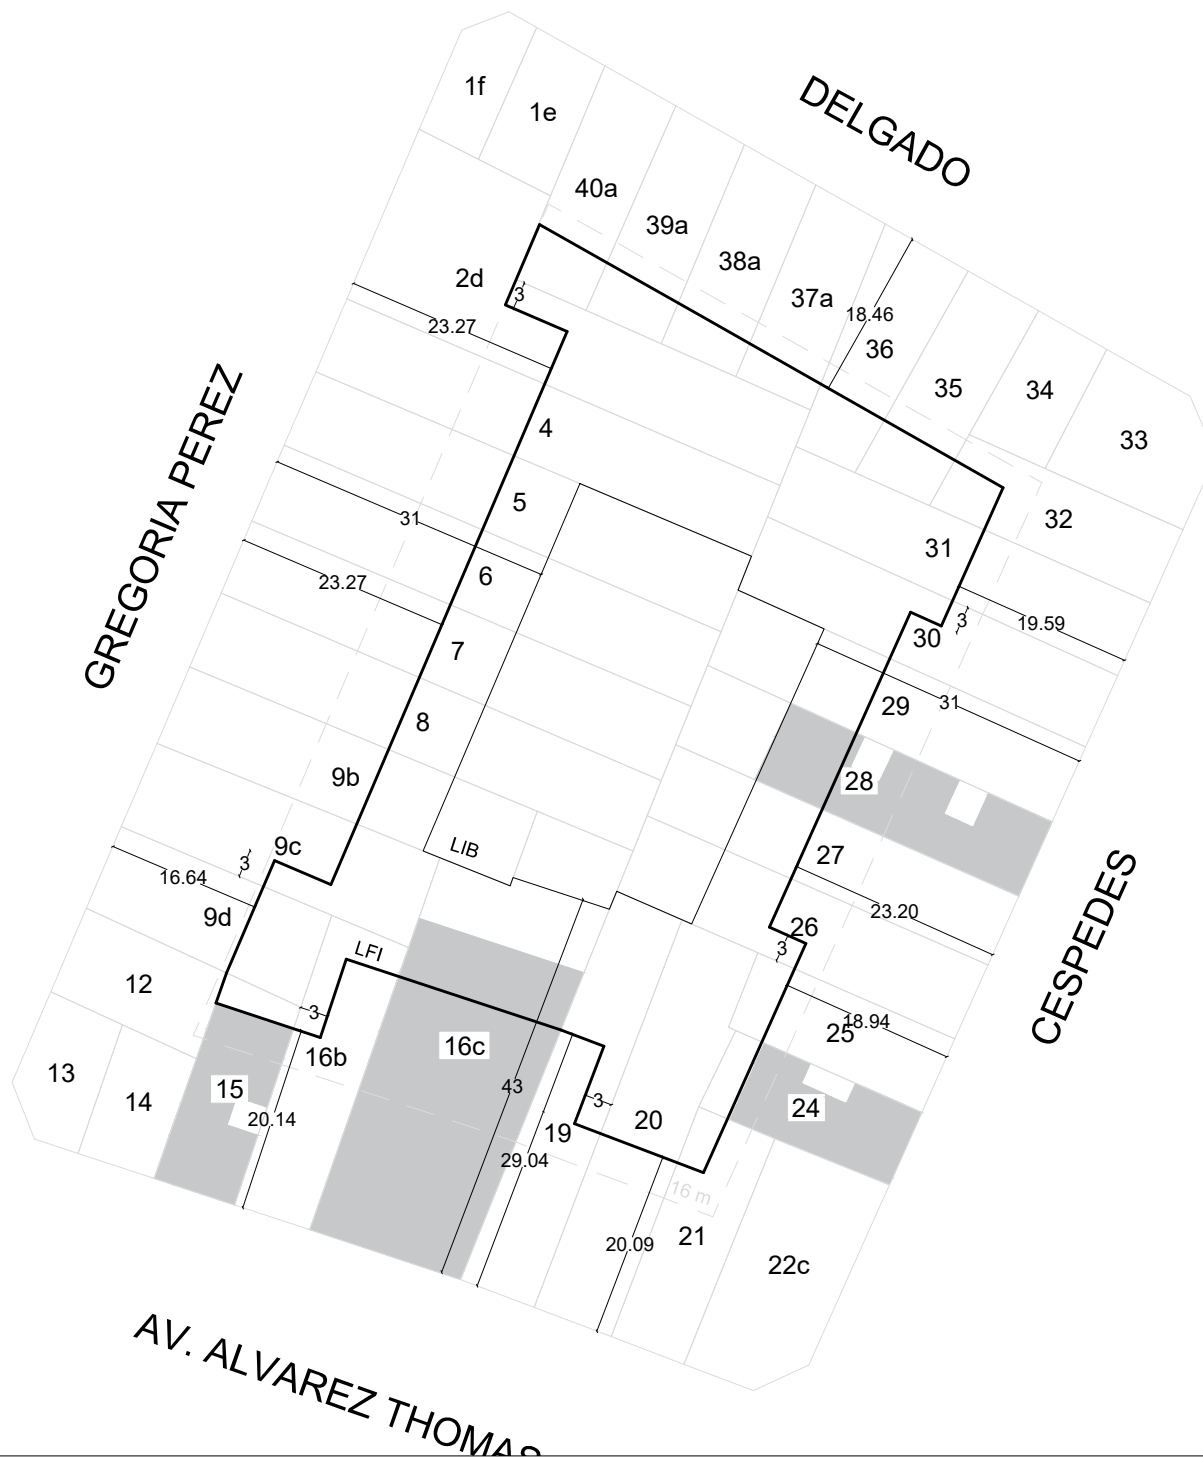 1f
1e
DELGADO
40a
39a
38a
37a
2d
3
18.46
36
23.27
35
34
33
GREGORIA PEREZ
4
5
31
32
31
6
23.27
30
3
19.59
7
29
31
8
9b
28
LIB
9c
3
27
16.64
9d
23.20
26
3
CESPEDES
LFI
12
3
18.94
25
16b
16c
13
15
43
14
20.14
3
24
20
19
29.04
16 m
20.09
21
22c
AV. ALVAREZ THOMAS